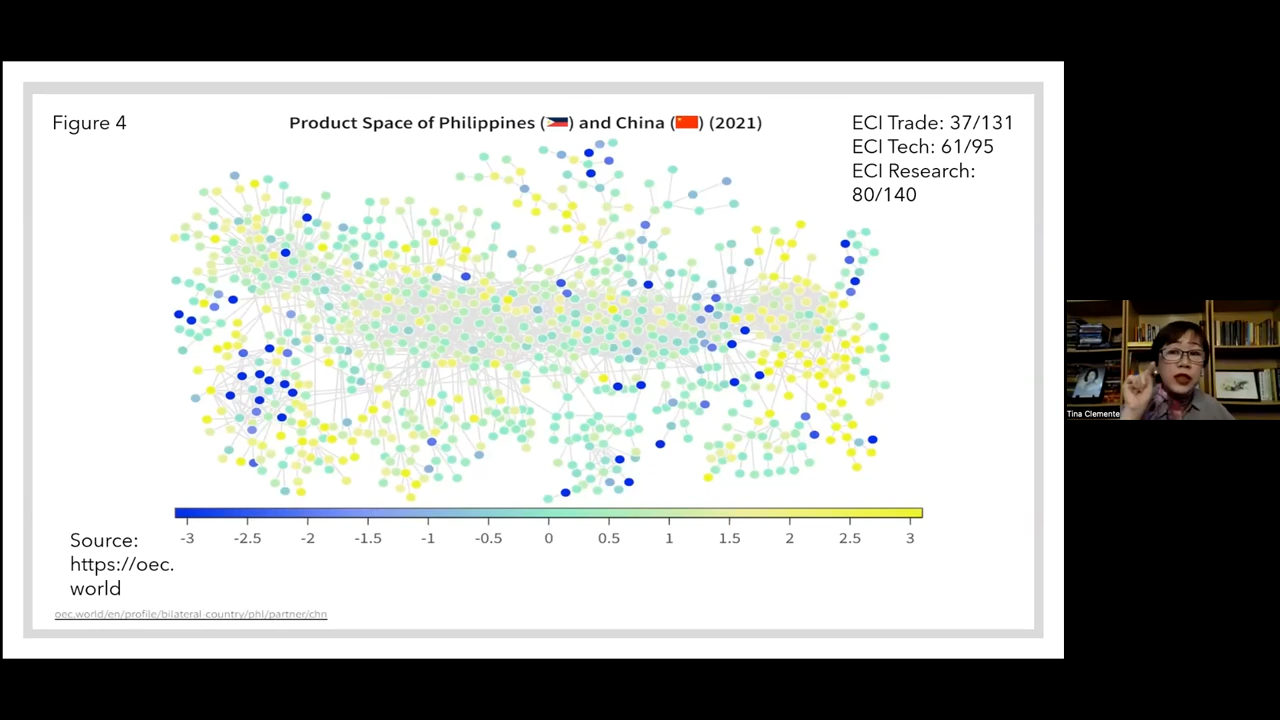 Figure 4
Product Space of Philippines () and China () (2021)
ECI Trade: 37/131
ECI Tech: 61/95
ECI Research:
80/140
-3 -2.5 -2 -1.5 -1 -0.5 0 0.5 1 1.5 2 2.5 3
Source:
https://oec.
world
oec.world/en/profile/bilateral-country/phl/partner/chn
Tina Clemente